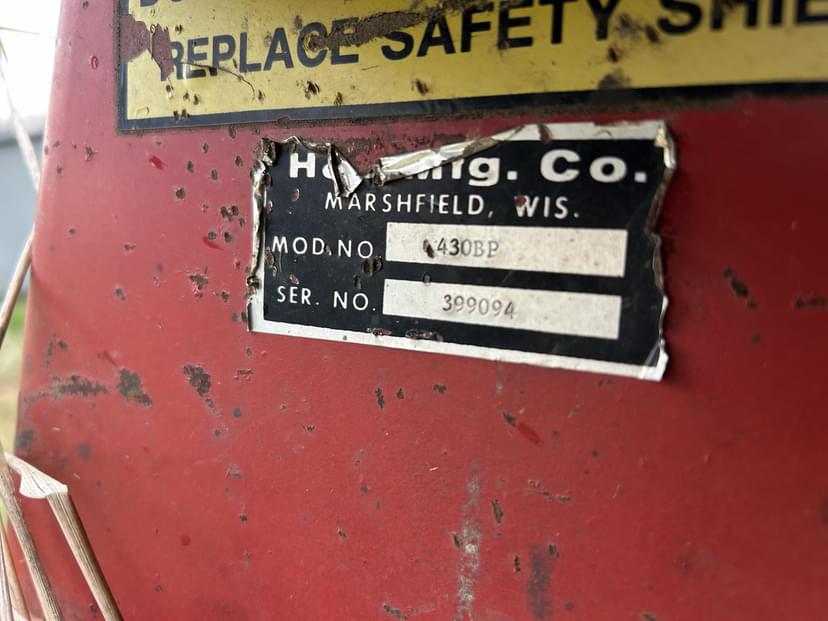 REPLACE SAFETY
Mfg. Co.
MARSHFIELD, WIS.
MOD. NO 430BP
SER. NO. 399094